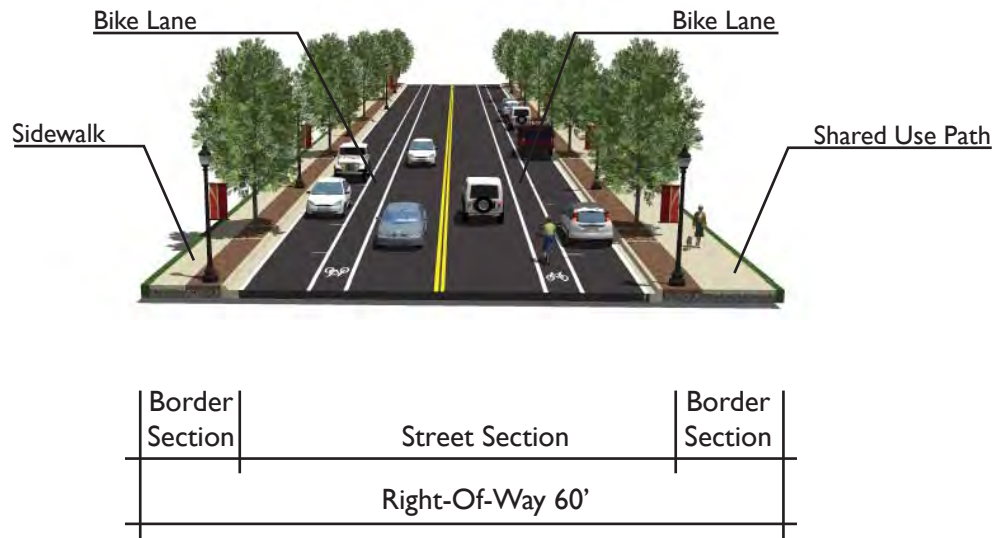 Bike Lane
Bike Lane
Sidewalk
Shared Use Path
Border
Section
Street Section
Border
Section
Right-Of-Way 60’